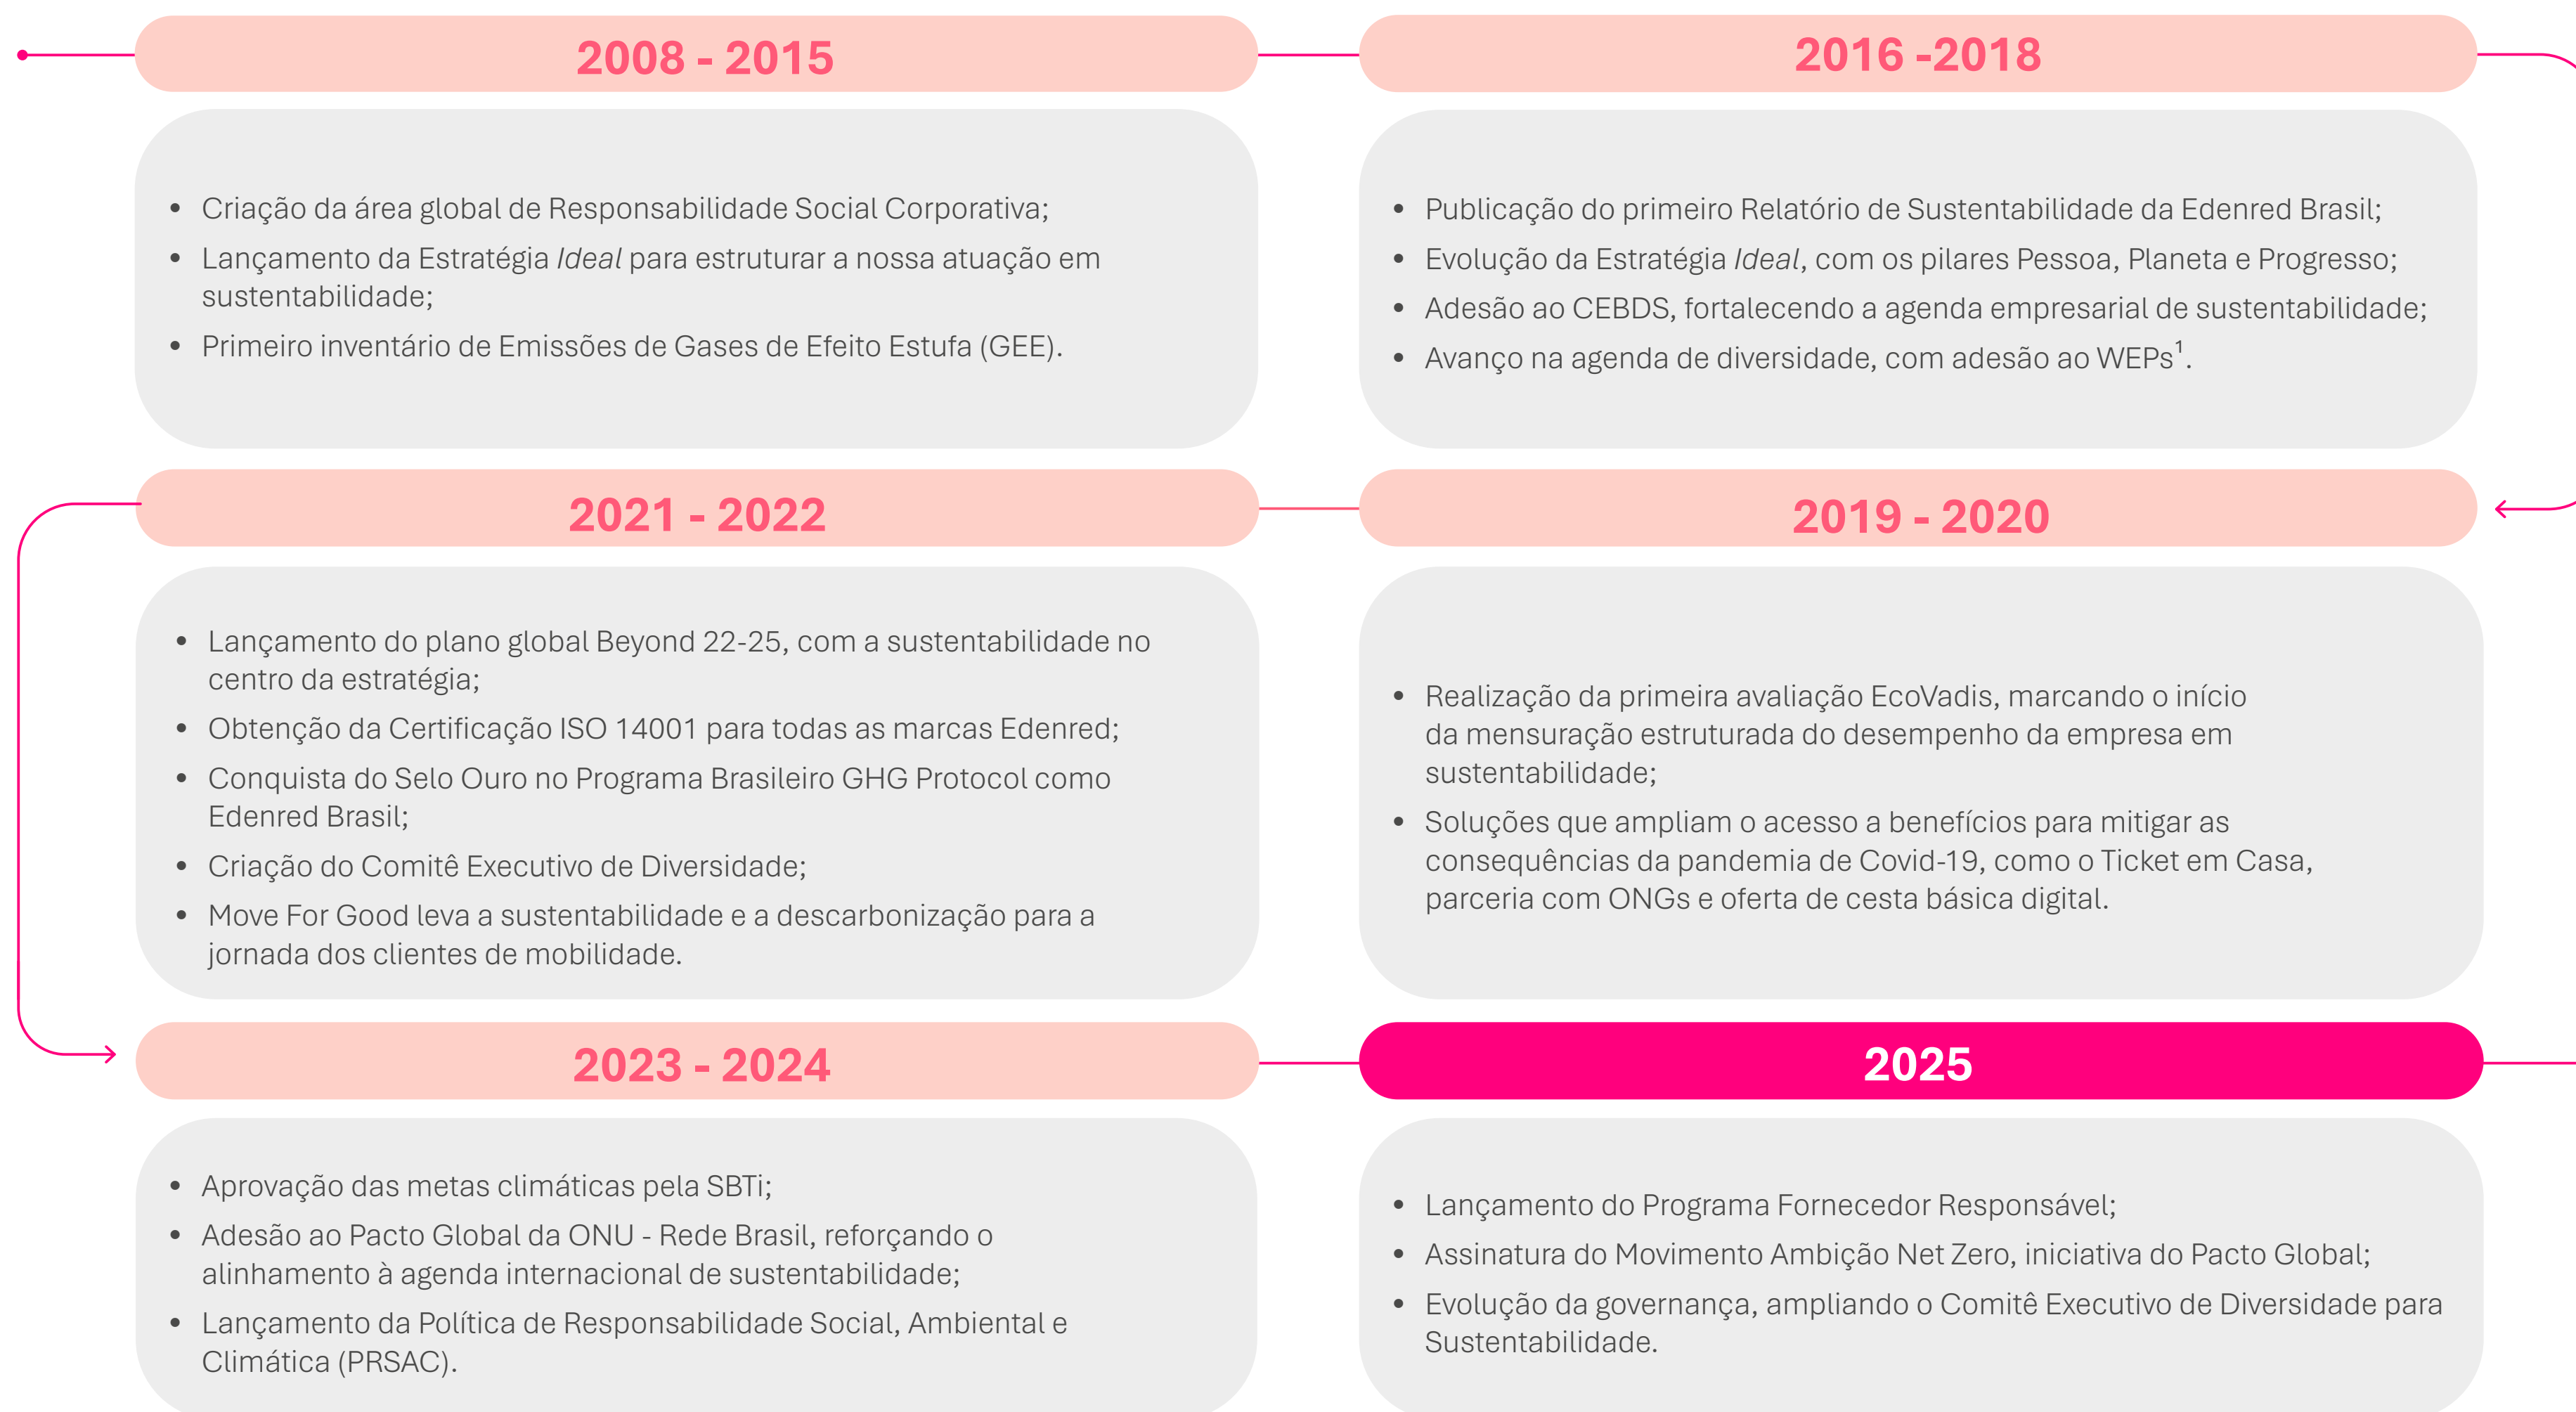 2008 - 2015
• Criação da área global de Responsabilidade Social Corporativa;
• Lançamento da Estratégia Ideal para estruturar a nossa atuação em
sustentabilidade;
• Primeiro inventário de Emissões de Gases de Efeito Estufa (GEE).
2016 -2018
• Publicação do primeiro Relatório de Sustentabilidade da Edenred Brasil;
• Evolução da Estratégia Ideal, com os pilares Pessoa, Planeta e Progresso;
• Adesão ao CEBDS, fortalecendo a agenda empresarial de sustentabilidade;
• Avanço na agenda de diversidade, com adesão ao WEPs¹.
2019 - 2020
• Realização da primeira avaliação EcoVadis, marcando o início
da mensuração estruturada do desempenho da empresa em
sustentabilidade;
• Soluções que ampliam o acesso a benefícios para mitigar as
consequências da pandemia de Covid-19, como o Ticket em Casa,
parceria com ONGs e oferta de cesta básica digital.
2021 - 2022
• Lançamento do plano global Beyond 22-25, com a sustentabilidade no
centro da estratégia;
• Obtenção da Certificação ISO 14001 para todas as marcas Edenred;
• Conquista do Selo Ouro no Programa Brasileiro GHG Protocol como
Edenred Brasil;
• Criação do Comitê Executivo de Diversidade;
• Move For Good leva a sustentabilidade e a descarbonização para a
jornada dos clientes de mobilidade.
2023 - 2024
• Aprovação das metas climáticas pela SBTi;
• Adesão ao Pacto Global da ONU - Rede Brasil, reforçando o
alinhamento à agenda internacional de sustentabilidade;
• Lançamento da Política de Responsabilidade Social, Ambiental e
Climática (PRSAC).
2025
• Lançamento do Programa Fornecedor Responsável;
• Assinatura do Movimento Ambição Net Zero, iniciativa do Pacto Global;
• Evolução da governança, ampliando o Comitê Executivo de Diversidade para
Sustentabilidade.